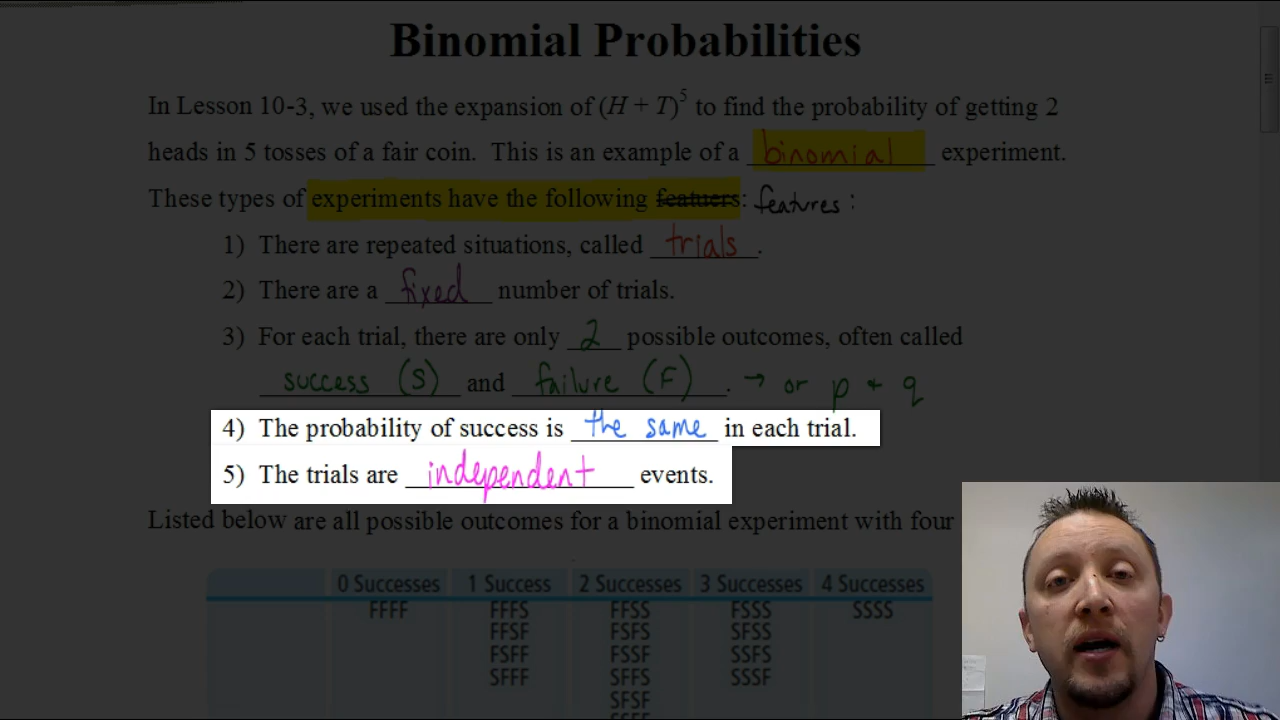 Binomial Probabilities
In Lesson 10-3, we used the expansion of (H + T)⁵ to find the probability of getting 2
heads in 5 tosses of a fair coin. This is an example of a binomial experiment.
These types of experiments have the following featuers: features:
1) There are repeated situations, called trials.
2) There are a fixed number of trials.
3) For each trial, there are only 2 possible outcomes, often called
success (S) and failure (F). → or p + q
4) The probability of success is the same in each trial.
5) The trials are independent events.
Listed below are all possible outcomes for a binomial experiment with four
0 Successes 1 Success 2 Successes 3 Successes 4 Successes
FFFF FFFS FFSS FSSS SSSS
FFSF FSFS SFSS
FSFF FSSF SSFS
SFFF SFFS SSSF
SFSF